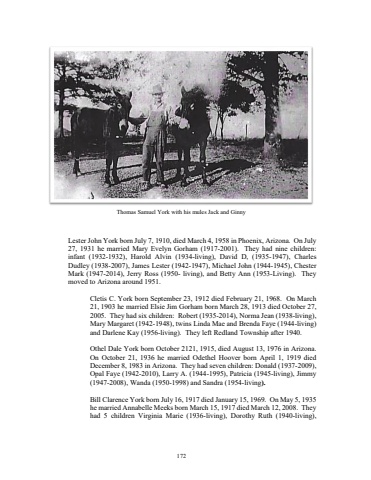 Thomas Samuel York with his mules Jack and Ginny
Lester John York born July 7, 1910, died March 4, 1958 in Phoenix, Arizona. On July
27, 1931 he married Mary Evelyn Gorham (1917-2001). They had nine children:
infant (1932-1932), Harold Alvin (1934-living), David D, (1935-1947), Charles
Dudley (1938-2007), James Lester (1942-1947), Michael John (1944-1945), Chester
Mark (1947-2014), Jerry Ross (1950- living), and Betty Ann (1953-Living). They
moved to Arizona around 1951.
Cletis C. York born September 23, 1912 died February 21, 1968. On March
21, 1903 he married Elsie Jim Gorham born March 28, 1913 died October 27,
2005. They had six children: Robert (1935-2014), Norma Jean (1938-living),
Mary Margaret (1942-1948), twins Linda Mae and Brenda Faye (1944-living)
and Darlene Kay (1956-living). They left Redland Township after 1940.
Othel Dale York born October 2121, 1915, died August 13, 1976 in Arizona.
On October 21, 1936 he married Odethel Hoover born April 1, 1919 died
December 8, 1983 in Arizona. They had seven children: Donald (1937-2009),
Opal Faye (1942-2010), Larry A. (1944-1995), Patricia (1945-living), Jimmy
(1947-2008), Wanda (1950-1998) and Sandra (1954-living).
Bill Clarence York born July 16, 1917 died January 15, 1969. On May 5, 1935
he married Annabelle Meeks born March 15, 1917 died March 12, 2008. They
had 5 children Virginia Marie (1936-living), Dorothy Ruth (1940-living),
172